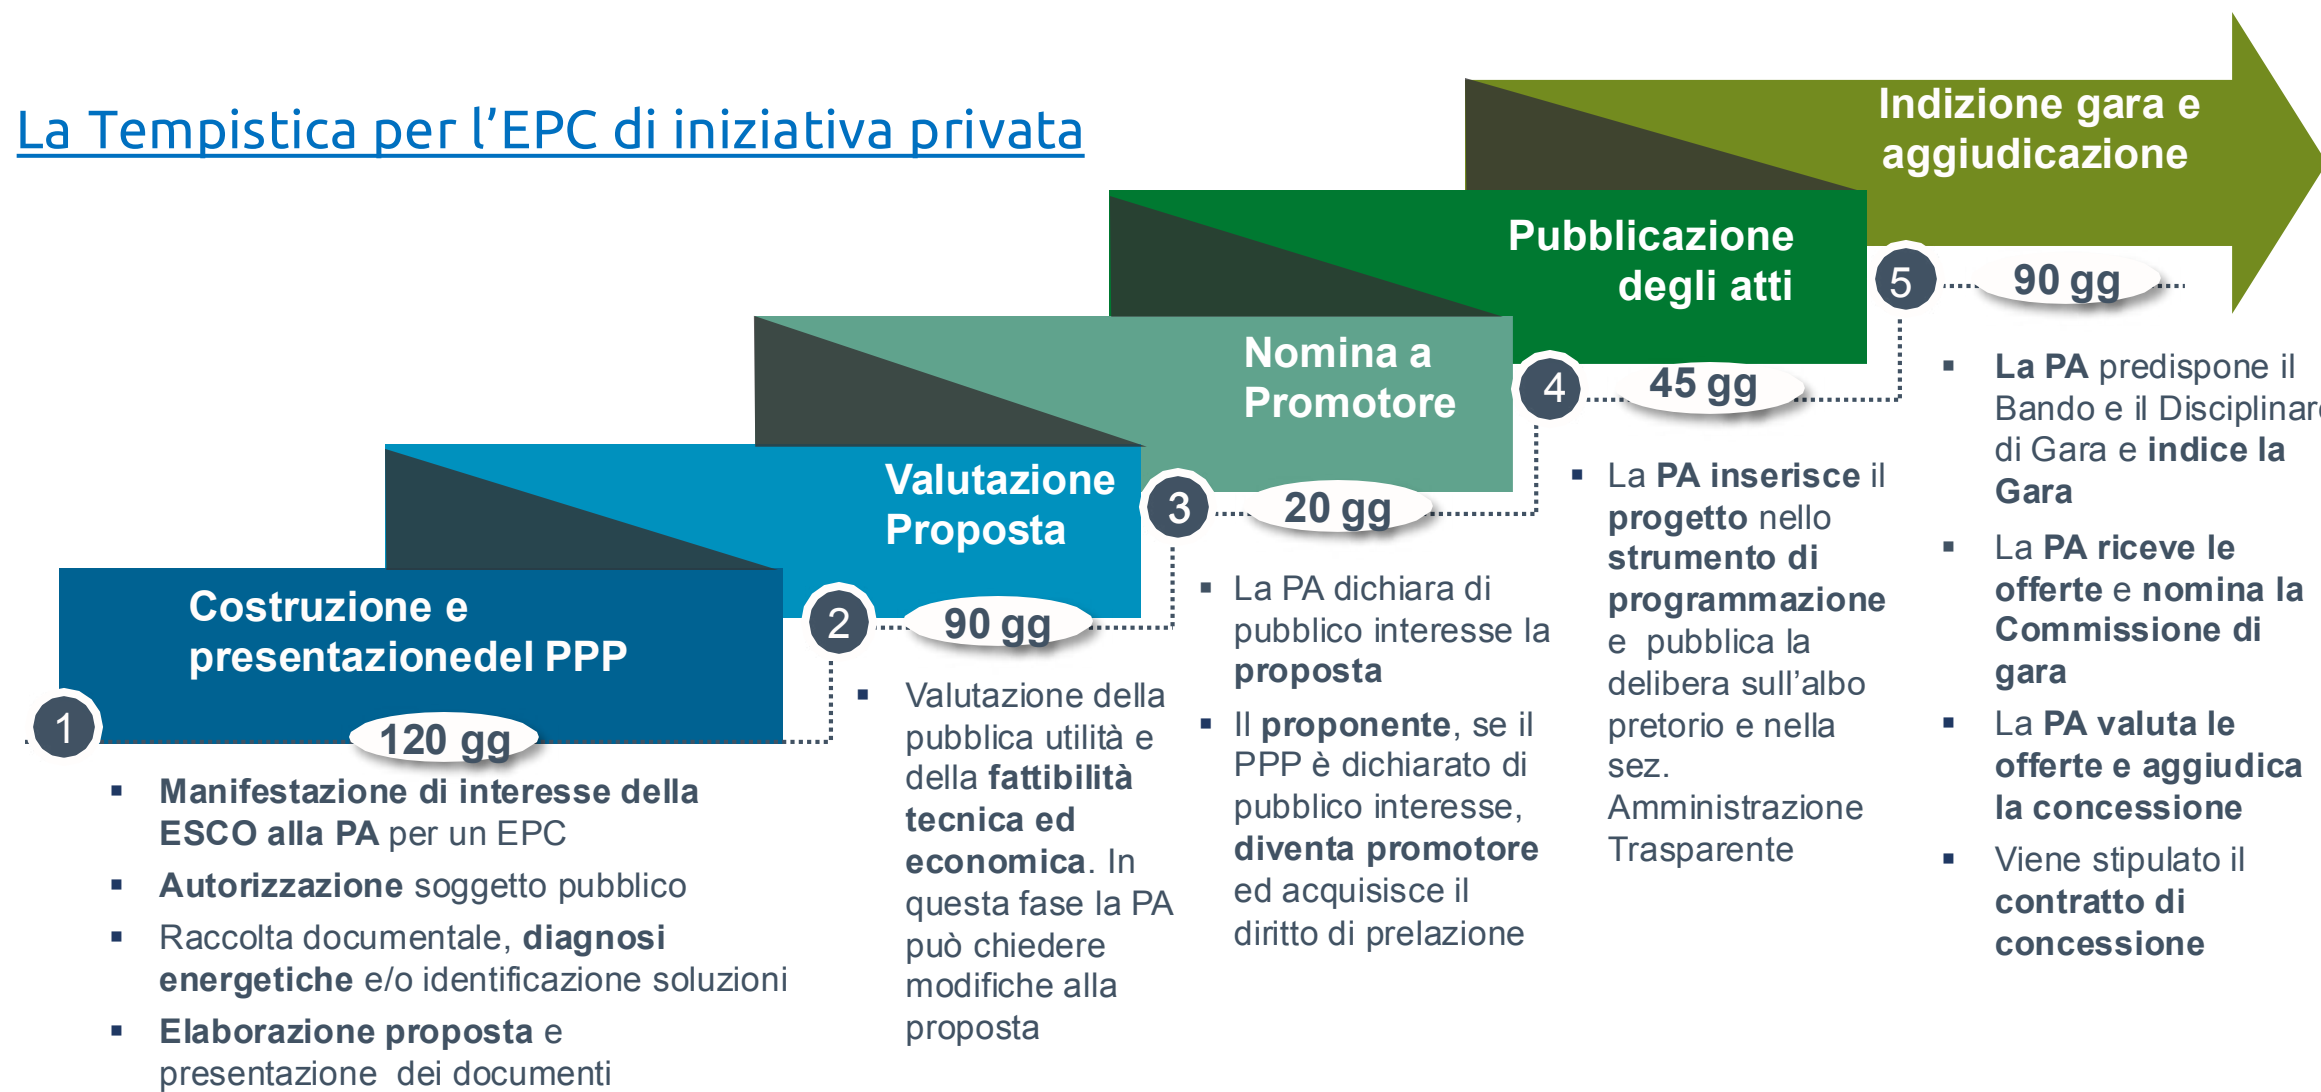 La Tempistica per l’EPC di iniziativa privata
1
Costruzione e
presentazionedel PPP
120 gg
▪ Manifestazione di interesse della
ESCO alla PA per un EPC
▪ Autorizzazione soggetto pubblico
▪ Raccolta documentale, diagnosi
energetiche e/o identificazione soluzioni
▪ Elaborazione proposta e
presentazione dei documenti
2
Valutazione
Proposta
90 gg
▪ Valutazione della
pubblica utilità e
della fattibilità
tecnica ed
economica. In
questa fase la PA
può chiedere
modifiche alla
proposta
3
Nomina a
Promotore
20 gg
▪ La PA dichiara di
pubblico interesse la
proposta
▪ Il proponente, se il
PPP è dichiarato di
pubblico interesse,
diventa promotore
ed acquisisce il
diritto di prelazione
4
Pubblicazione
degli atti
45 gg
▪ La PA inserisce il
progetto nello
strumento di
programmazione
e pubblica la
delibera sull’albo
pretorio e nella
sez.
Amministrazione
Trasparente
5
Indizione gara e
aggiudicazione
90 gg
▪ La PA predispone il
Bando e il Disciplinare
di Gara e indice la
Gara
▪ La PA riceve le
offerte e nomina la
Commissione di
gara
▪ La PA valuta le
offerte e aggiudica
la concessione
▪ Viene stipulato il
contratto di
concessione